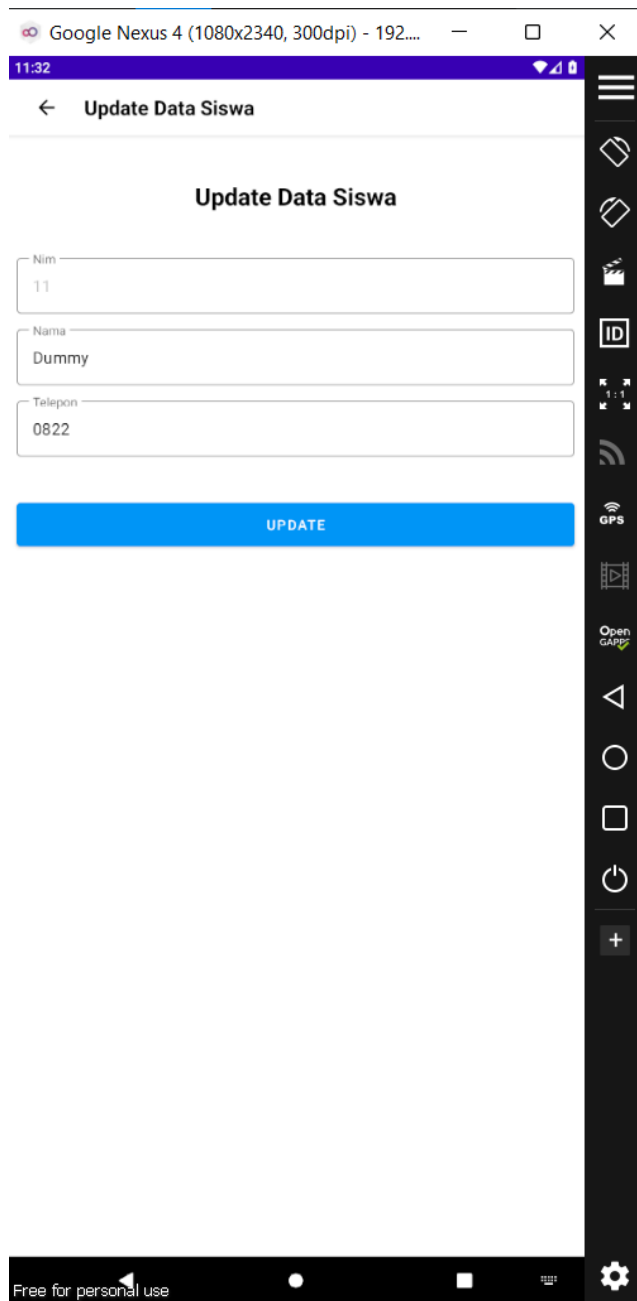 Google Nexus 4 (1080x2340, 300dpi) - 192....
11:32
Update Data Siswa
Update Data Siswa
Nim
11
Nama
Dummy
Telepon
0822
UPDATE
ID
1:1
GPS
Open
GAPPS
Free for personal use